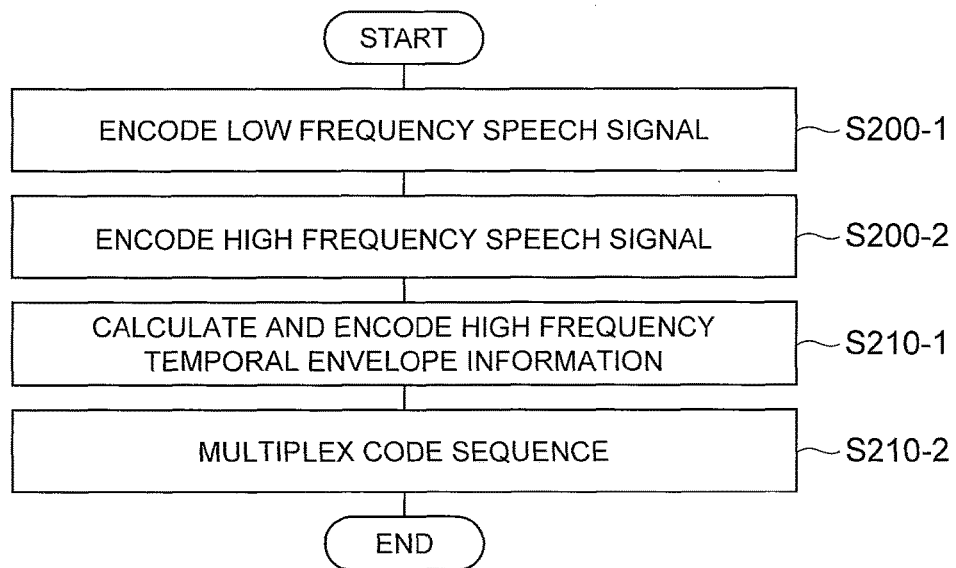 START
ENCODE LOW FREQUENCY SPEECH SIGNAL
S200-1
ENCODE HIGH FREQUENCY SPEECH SIGNAL
S200-2
CALCULATE AND ENCODE HIGH FREQUENCY
TEMPORAL ENVELOPE INFORMATION
S210-1
MULTIPLEX CODE SEQUENCE
S210-2
END